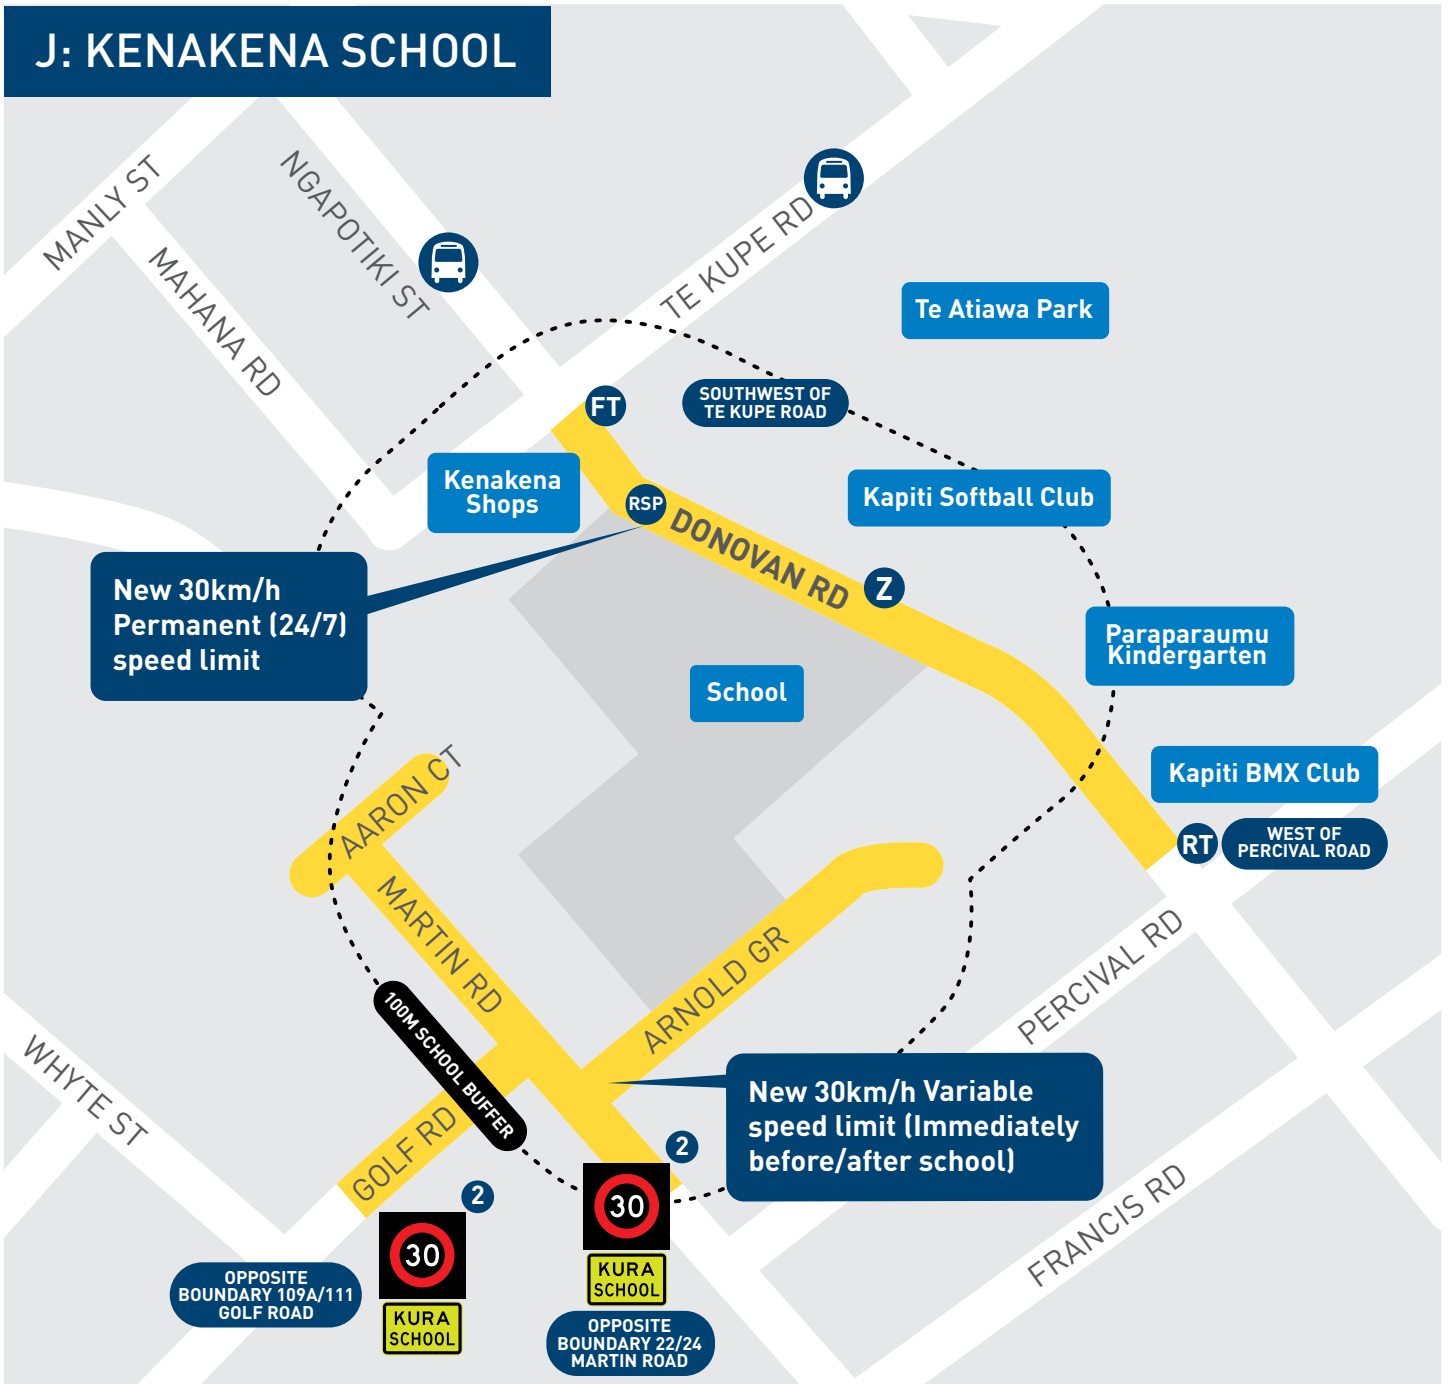 J: KENAKENA SCHOOL
MANLY ST
NGAPOTIKI ST
MAHANA RD
TE KUPE RD
Te Atiawa Park
FT
SOUTHWEST OF
TE KUPE ROAD
Kenakena
Shops
RSP
Kapiti Softball Club
DONOVAN RD
Z
New 30km/h
Permanent (24/7)
speed limit
Paraparaumu
Kindergarten
School
Kapiti BMX Club
AARON CT
RT
WEST OF
PERCIVAL ROAD
MARTIN RD
ARNOLD GR
PERCIVAL RD
100M SCHOOL BUFFER
WHYTE ST
GOLF RD
New 30km/h Variable
speed limit (Immediately
before/after school)
2
30
KURA
SCHOOL
OPPOSITE
BOUNDARY 109A/111
GOLF ROAD
2
30
KURA
SCHOOL
OPPOSITE
BOUNDARY 22/24
MARTIN ROAD
FRANCIS RD